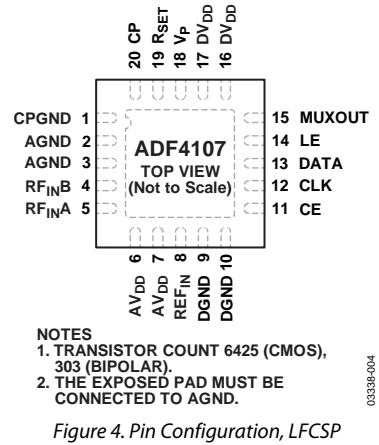 20 CP
19 RSET
18 VP
17 DVDD
16 DVDD
CPGND 1
AGND 2
AGND 3
RFINB 4
RFINA 5
ADF4107
TOP VIEW
(Not to Scale)
15 MUXOUT
14 LE
13 DATA
12 CLK
11 CE
AVDD 6
AVDD 7
REFIN 8
DGND 9
DGND 10
NOTES
1. TRANSISTOR COUNT 6425 (CMOS),
303 (BIPOLAR).
2. THE EXPOSED PAD MUST BE
CONNECTED TO AGND.
03338-004
Figure 4. Pin Configuration, LFCSP